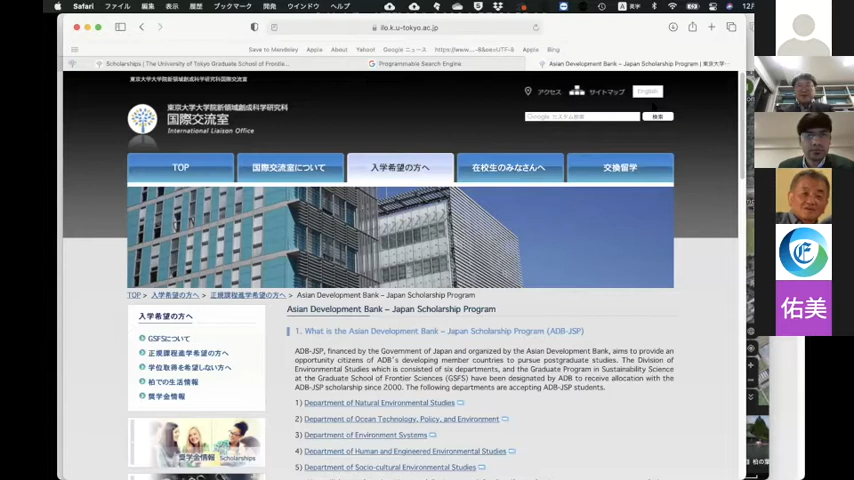 Safari ファイル 編集 表示 履歴 ブックマーク 開発 ウインドウ ヘルプ
英字
ilo.k.u-tokyo.ac.jp
Save to Mendeley Apple About Yahoo! Google ニュース Apple Bing
Scholarships | The University of Tokyo Graduate School of Frontie...
Programmable Search Engine
Asian Development Bank – Japan Scholarship Program | 東京大学...
東京大学大学院新領域創成科学研究科国際交流室
アクセス サイトマップ English
東京大学大学院新領域創成科学研究科
国際交流室
International Liaison Office
Google カスタム検索 検索
TOP 国際交流室について 入学希望の方へ 在校生のみなさんへ 交換留学
TOP > 入学希望の方へ > 正規課程進学希望の方へ > Asian Development Bank – Japan Scholarship Program
入学希望の方へ
GSFSについて
正規課程進学希望の方へ
学位取得を希望しない方へ
柏での生活情報
奨学金情報
奨学金情報 Scholarships
Asian Development Bank – Japan Scholarship Program
1. What is the Asian Development Bank – Japan Scholarship Program (ADB-JSP)
ADB-JSP, financed by the Government of Japan and organized by the Asian Development Bank, aims to provide an
opportunity citizens of ADB's developing member countries to pursue postgraduate studies. The Division of
Environmental Studies which is consisted of six departments, and the Graduate Program in Sustainability Science
at the Graduate School of Frontier Sciences (GSFS) have been designated by ADB to receive allocation with the
ADB-JSP scholarship since 2000. The following departments are accepting ADB-JSP students.
1) Department of Natural Environmental Studies
2) Department of Ocean Technology, Policy, and Environment
3) Department of Environment Systems
4) Department of Human and Engineered Environmental Studies
5) Department of Socio-cultural Environmental Studies
佑美